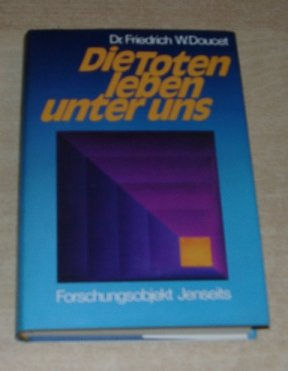 Dr. Friedrich W. Doucet
Die Toten
leben
unter uns
Forschungsobjekt Jenseits